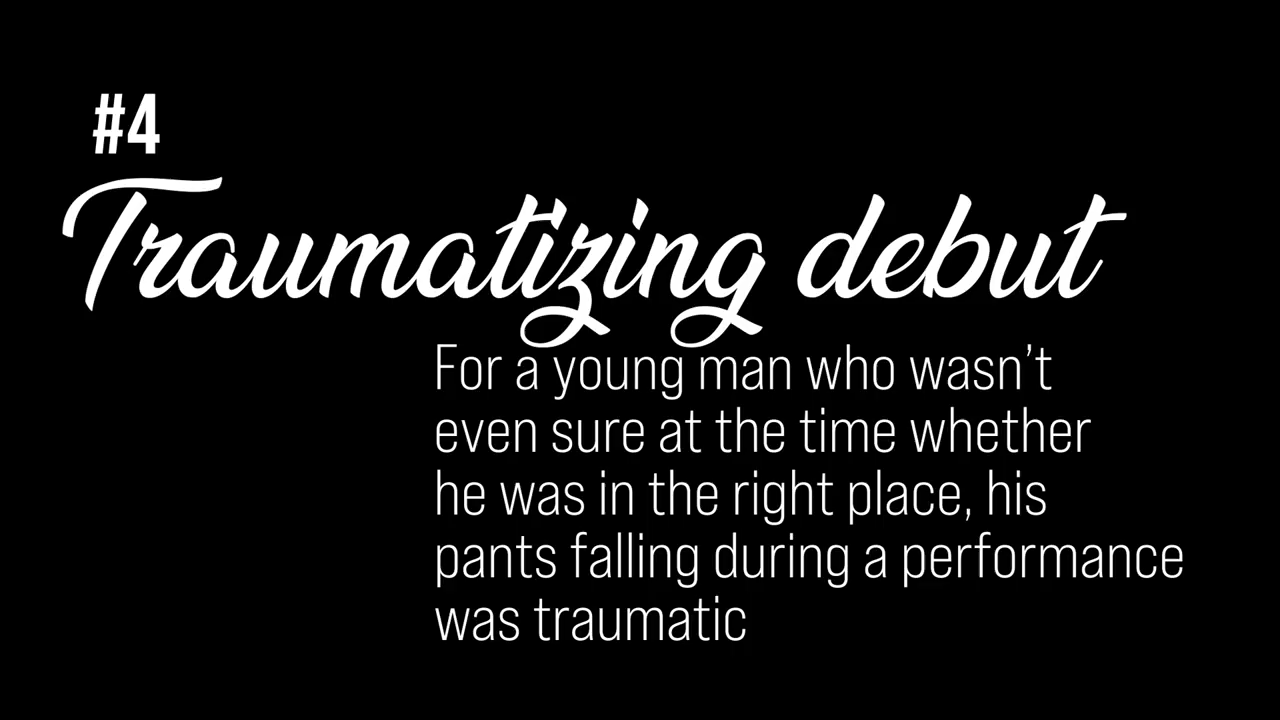 #4
Traumatizing debut
For a young man who wasn’t
even sure at the time whether
he was in the right place, his
pants falling during a performance
was traumatic